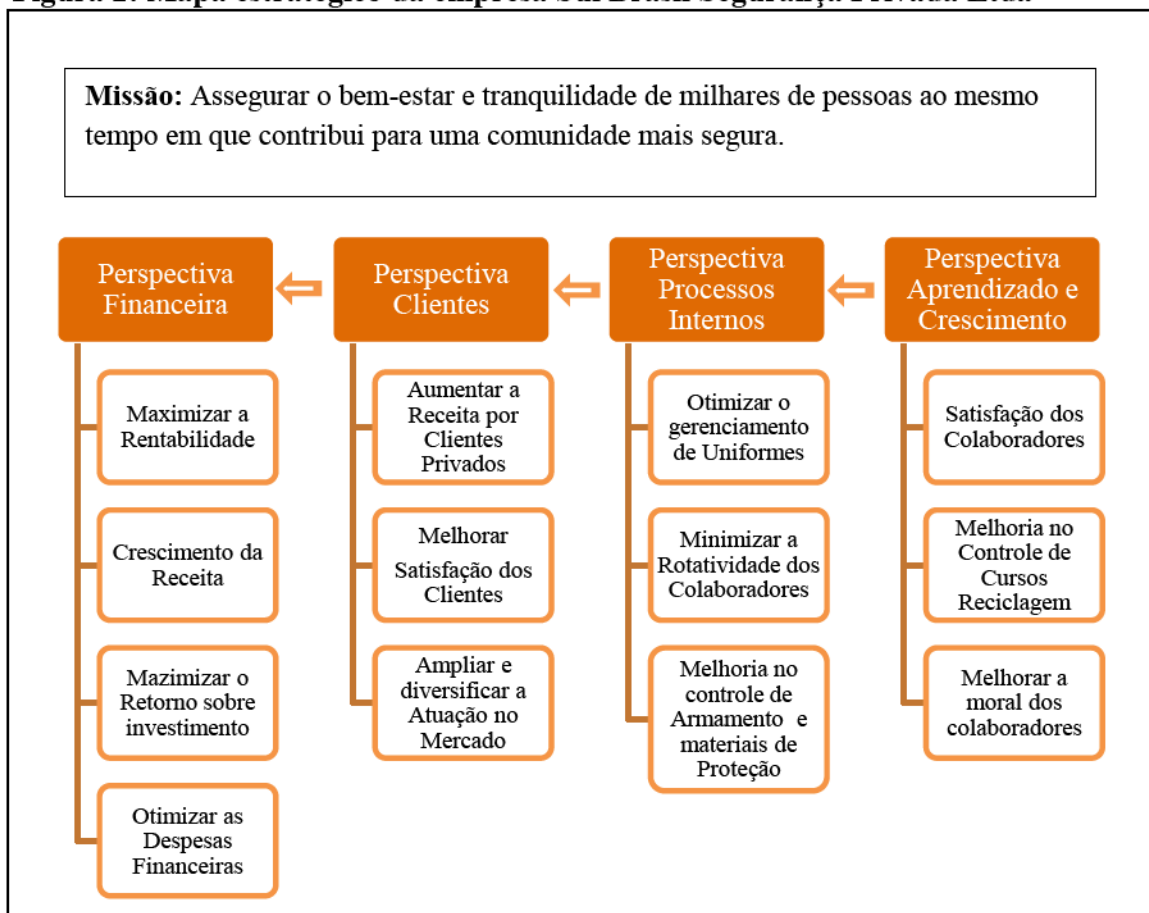 Missão: Assegurar o bem-estar e tranquilidade de milhares de pessoas ao mesmo
tempo em que contribui para uma comunidade mais segura.
Perspectiva
Financeira
Maximizar a
Rentabilidade
Crescimento da
Receita
Mazimizar o
Retorno sobre
investimento
Otimizar as
Despesas
Financeiras
Perspectiva
Clientes
Aumentar a
Receita por
Clientes
Privados
Melhorar
Satisfação dos
Clientes
Ampliar e
diversificar a
Atuação no
Mercado
Perspectiva
Processos
Internos
Otimizar o
gerenciamento
de Uniformes
Minimizar a
Rotatividade dos
Colaboradores
Melhoria no
controle de
Armamento e
materiais de
Proteção
Perspectiva
Aprendizado e
Crescimento
Satisfação dos
Colaboradores
Melhoria no
Controle de
Cursos
Reciclagem
Melhorar a
moral dos
colaboradores